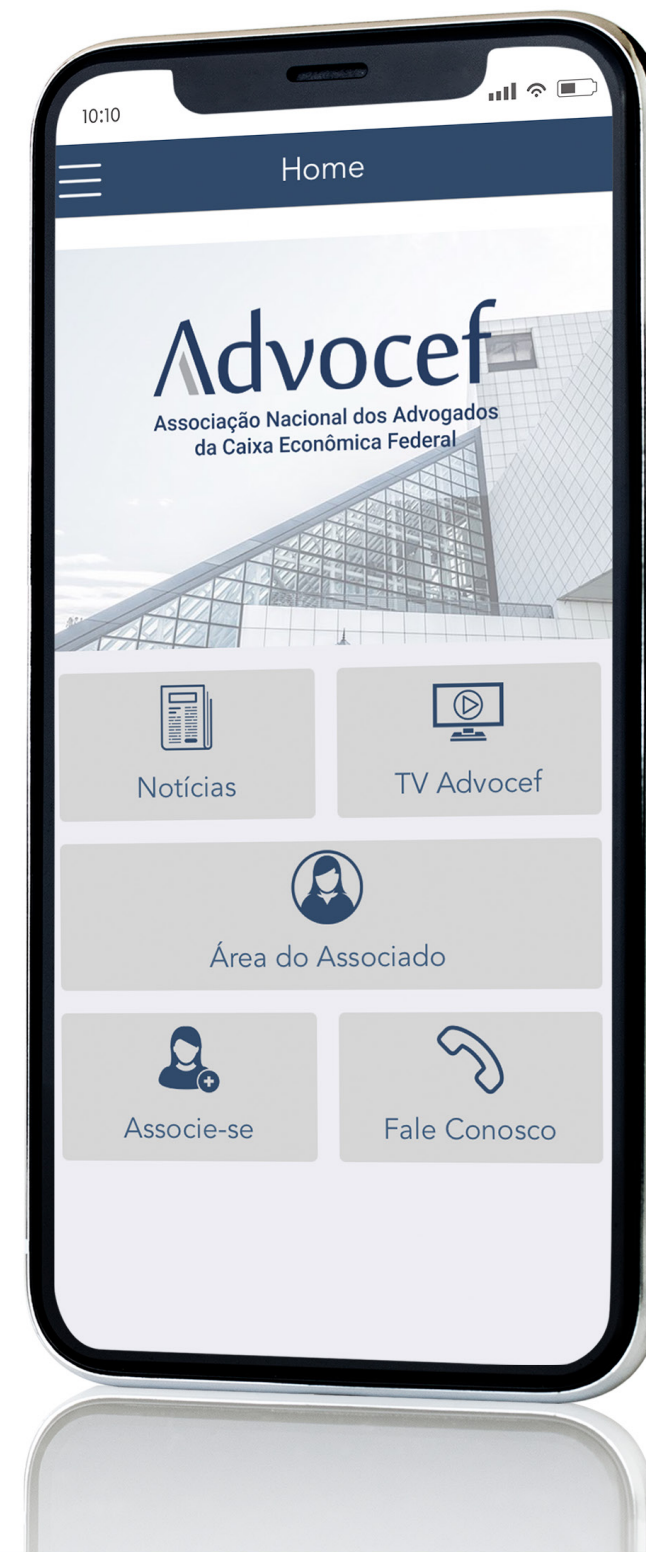 10:10
Home
Advocef
Associação Nacional dos Advogados
da Caixa Econômica Federal
Notícias
TV Advocef
Área do Associado
Associe-se
Fale Conosco